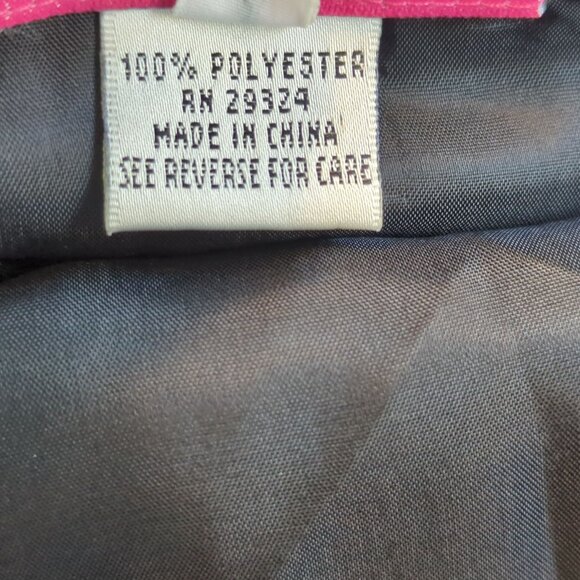 100% POLYESTER
RN 29324
MADE IN CHINA
SEE REVERSE FOR CARE